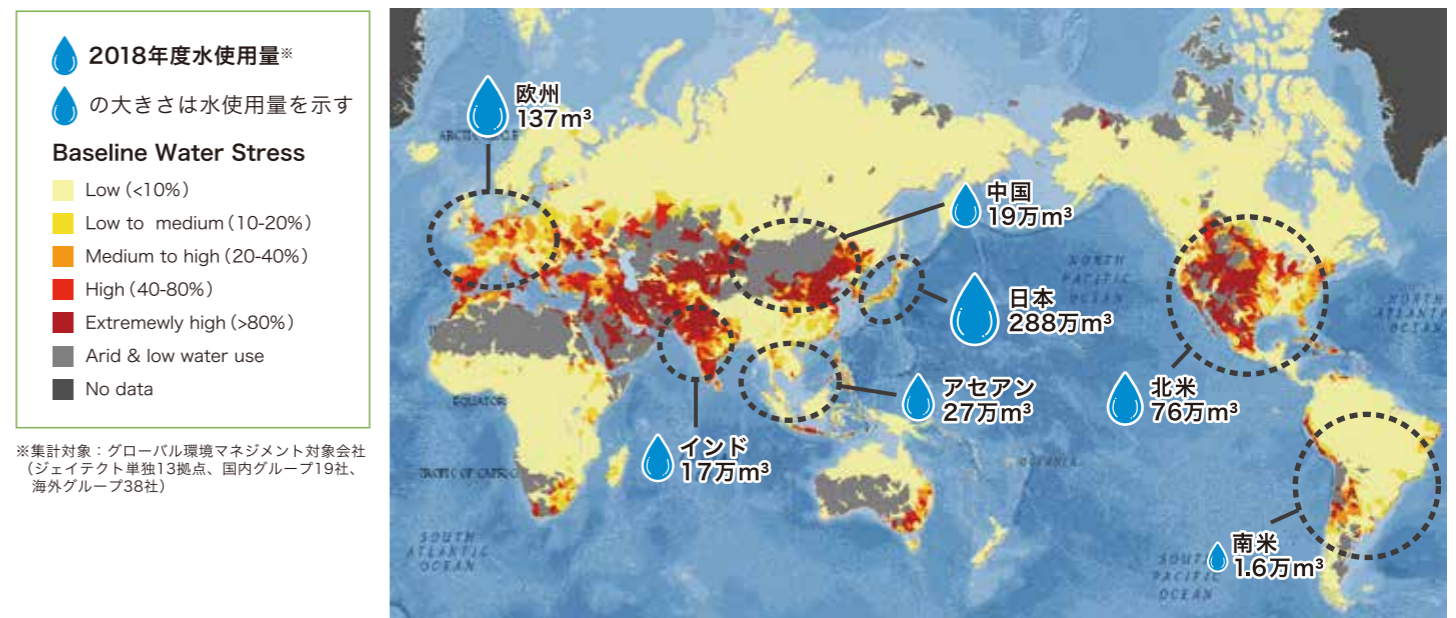 2018年度水使用量※
の大きさは水使用量を示す
Baseline Water Stress
Low (<10%)
Low to medium (10-20%)
Medium to high (20-40%)
High (40-80%)
Extremewly high (>80%)
Arid & low water use
No data
※集計対象：グローバル環境マネジメント対象会社
（ジェイテクト単独13拠点、国内グループ19社、
海外グループ38社）
欧州
137m³
中国
19万m³
日本
288万m³
アセアン
27万m³
インド
17万m³
北米
76万m³
南米
1.6万m³
NORTH
PACIFIC
OCEAN
NORTH
EQUATOR
OCEANIA
SOUTH
ATLANTIC
OCEAN
SOUTH
PACIFIC
OCEAN